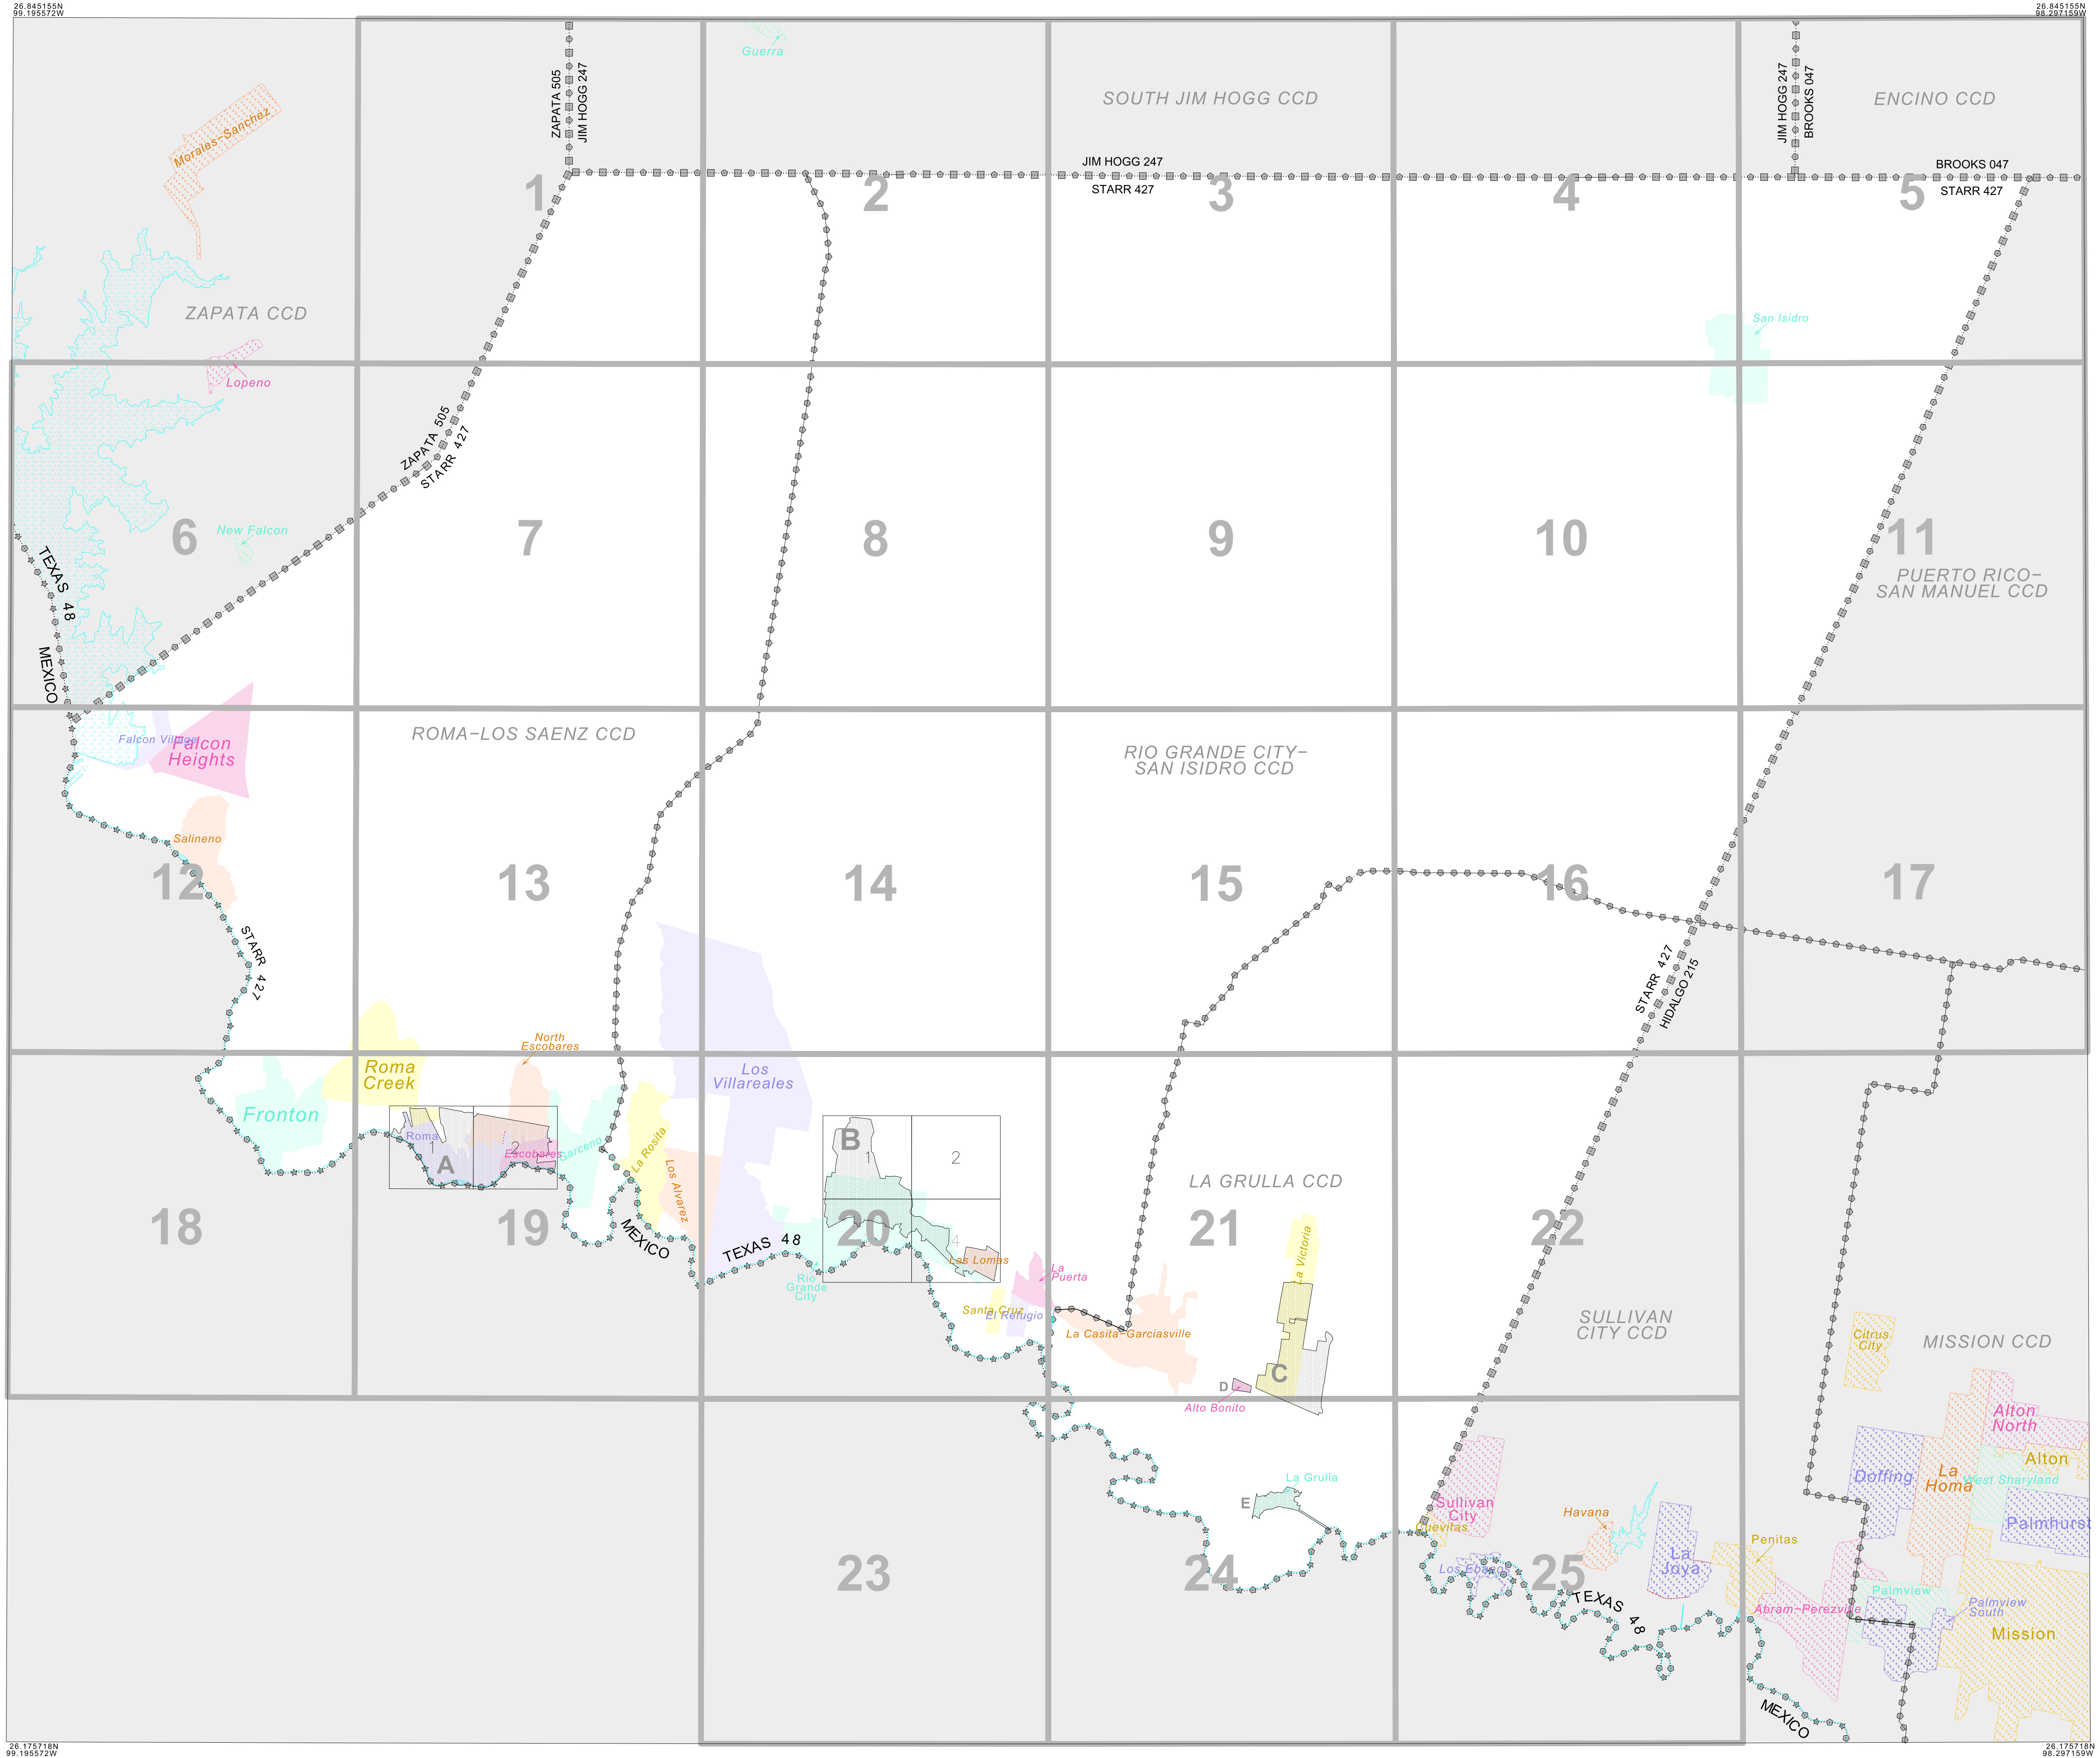 26.845155N
99.195572W
26.845155N
98.297159W
Guerra
ZAPATA 505
JIM HOGG 247
SOUTH JIM HOGG CCD
JIM HOGG 247
BROOKS 047
ENCINO CCD
Morales-Sanchez
JIM HOGG 247
STARR 427
BROOKS 047
STARR 427
1
2
3
4
5
ZAPATA CCD
San Isidro
Lopeno
ZAPATA 505
STARR 427
New Falcon
6
7
8
9
10
11
TEXAS 48
MEXICO
PUERTO RICO-
SAN MANUEL CCD
Falcon Village
Falcon
Heights
ROMA-LOS SAENZ CCD
RIO GRANDE CITY-
SAN ISIDRO CCD
Salineno
12
13
14
15
16
17
STARR 427
STARR 427
HIDALGO 215
North
Escobares
Roma
Creek
Los
Villareales
Fronton
Roma
1
A
2
Escobares
Garceno
La Rosita
Los Alvarez
B
1
2
4
LA GRULLA CCD
18
19
20
21
22
MEXICO
TEXAS 48
Rio
Grande
City
Las Lomas
La
Puerta
Santa Cruz
El Refugio
La Casita-Garciasville
La Victoria
C
D
Alto Bonito
SULLIVAN
CITY CCD
Citrus
City
MISSION CCD
Alton
North
Alton
La
Homa
West Sharyland
Doffing
Palmhurst
La Grulla
E
Sullivan
City
Cuevitas
Havana
Los Ebanos
La
Joya
Penitas
23
24
25
TEXAS 48
Abram-Perezville
Palmview
Palmview
South
Mission
MEXICO
26.175718N
99.195572W
26.175718N
98.297159W